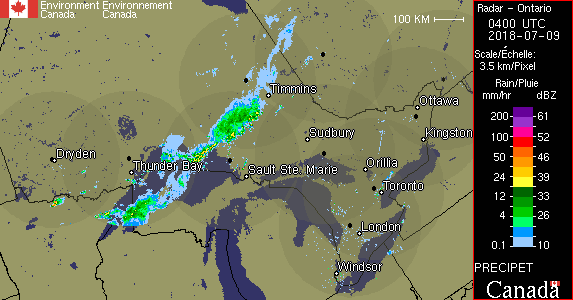 Environment Environnement
Canada Canada
100 KM
Timmins
Ottawa
Sudbury
Kingston
Dryden
Thunder Bay
Sault Ste. Marie
Orillia
Toronto
London
Windsor
Radar - Ontario
0400 UTC
2018-07-09
Scale/Échelle:
3.5 km/Pixel
Rain/Pluie
mm/hr dBZ
200 61
100 56
80 52
50 46
24 39
12 33
4 26
0.1 10
PRECIPET
Canada